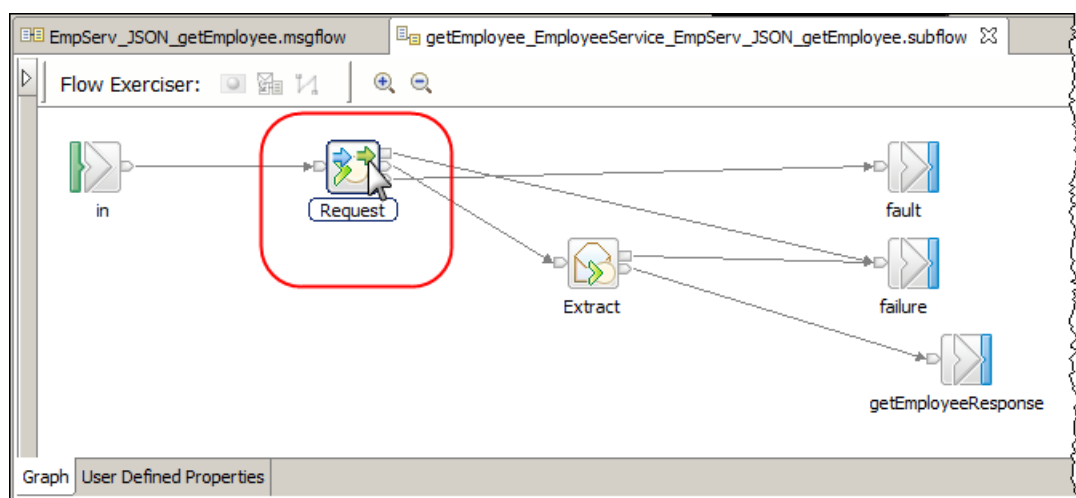 EmpServ_JSON_getEmployee.msgflow
getEmployee_EmployeeService_EmpServ_JSON_getEmployee.subflow
Flow Exerciser:
in
Request
fault
Extract
failure
getEmployeeResponse
Graph
User Defined Properties